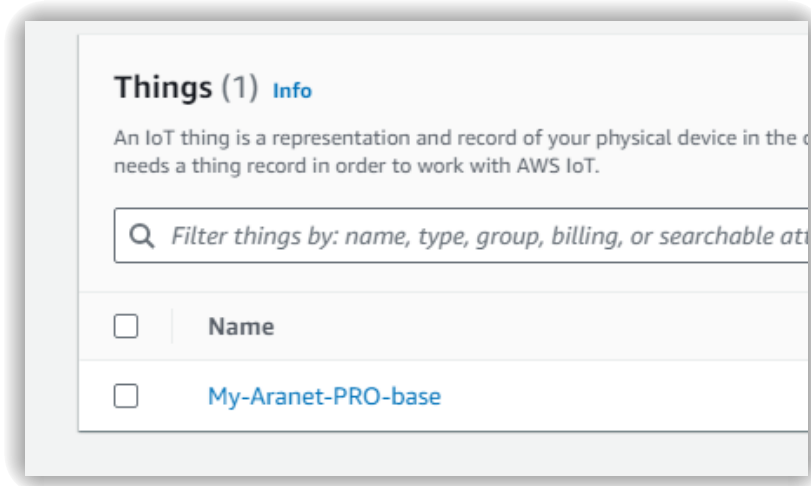 Things (1) Info
An IoT thing is a representation and record of your physical device in the
needs a thing record in order to work with AWS IoT.
Filter things by: name, type, group, billing, or searchable
Name
My-Aranet-PRO-base